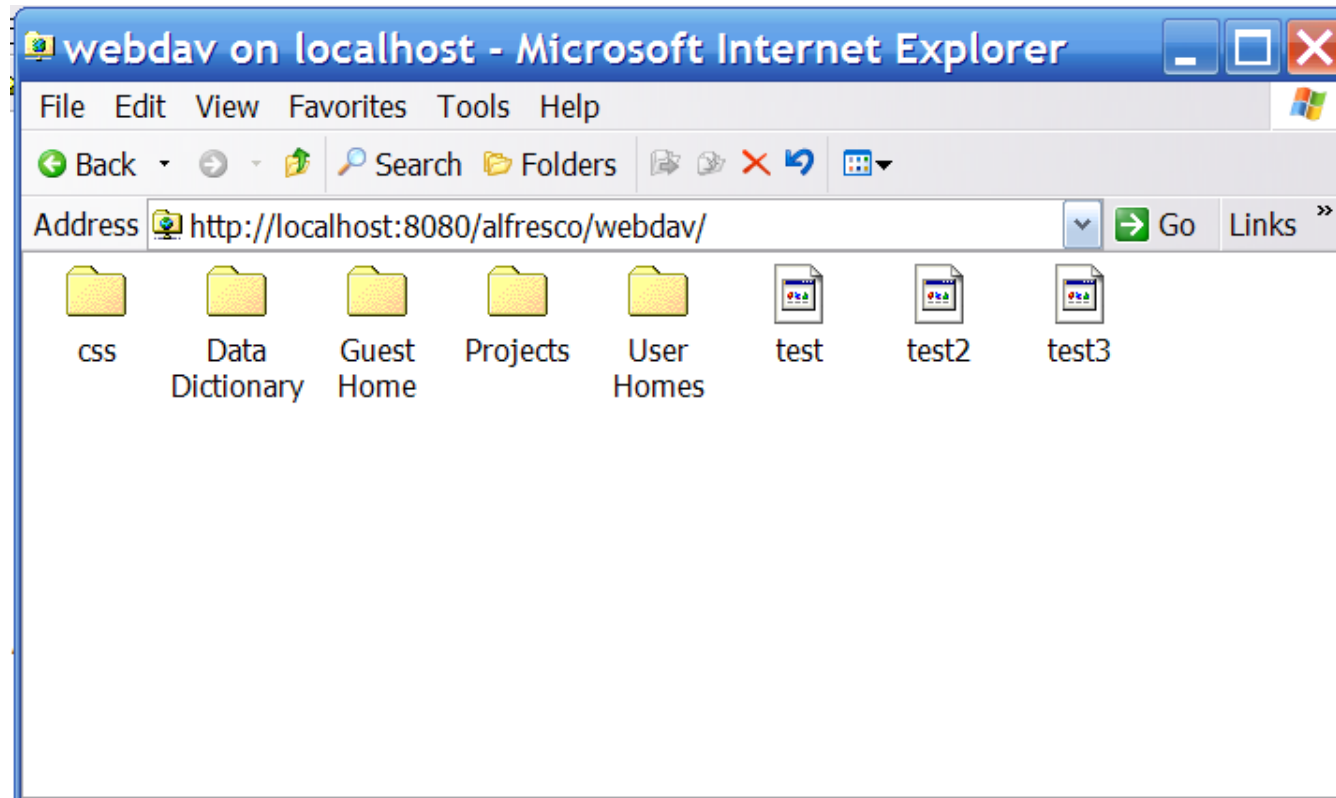 webdav on localhost - Microsoft Internet Explorer
File Edit View Favorites Tools Help
Back Search Folders
Address http://localhost:8080/alfresco/webdav/ Go Links »
css Data Dictionary Guest Home Projects User Homes test test2 test3